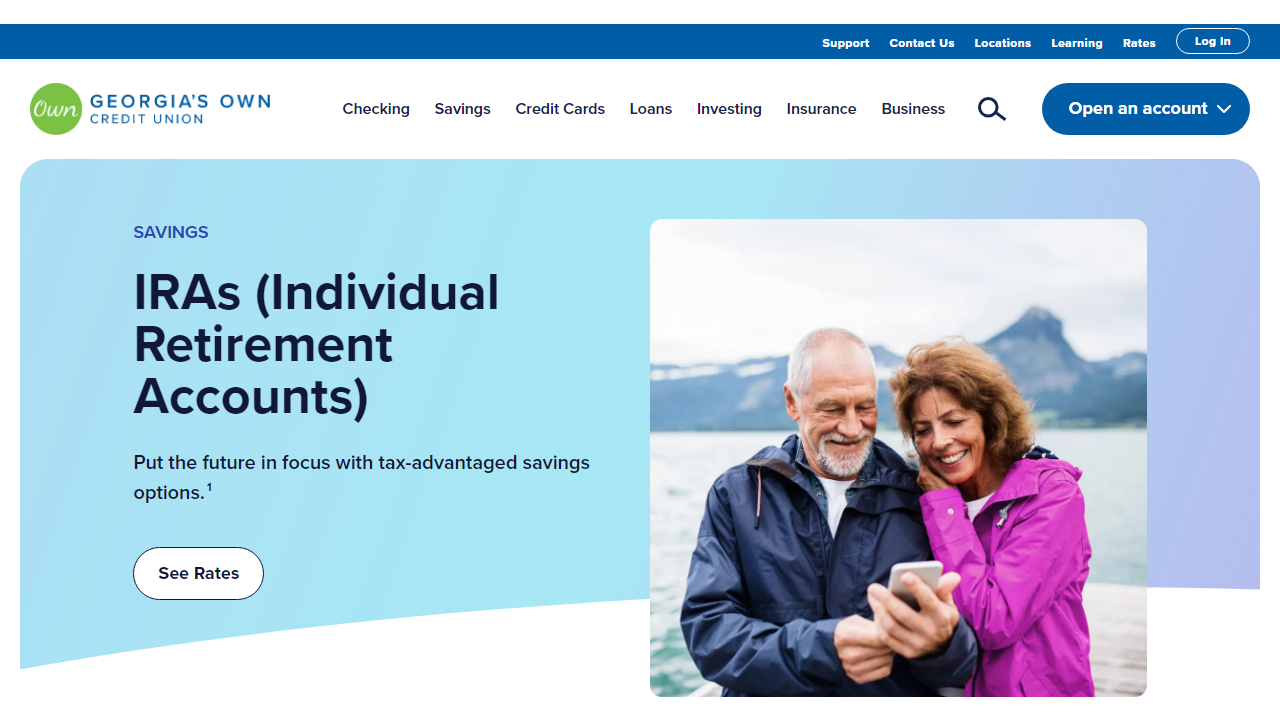 Support Contact Us Locations Learning Rates Log In
Own GEORGIA'S OWN
CREDIT UNION
Checking Savings Credit Cards Loans Investing Insurance Business Open an account
SAVINGS
IRAs (Individual
Retirement
Accounts)
Put the future in focus with tax-advantaged savings
options.¹
See Rates